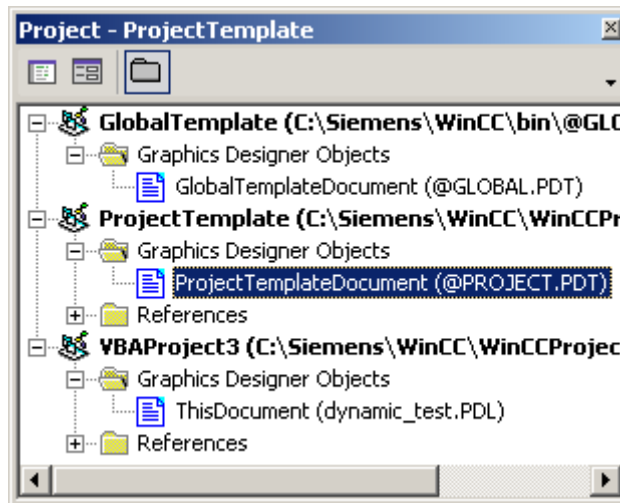 Project - ProjectTemplate
GlobalTemplate (C:\Siemens\WinCC\bin\@GLO
Graphics Designer Objects
GlobalTemplateDocument (@GLOBAL.PDT)
ProjectTemplate (C:\Siemens\WinCC\WinCCPr
Graphics Designer Objects
ProjectTemplateDocument (@PROJECT.PDT)
References
VBAProject3 (C:\Siemens\WinCC\WinCCProjec
Graphics Designer Objects
ThisDocument (dynamic_test.PDL)
References